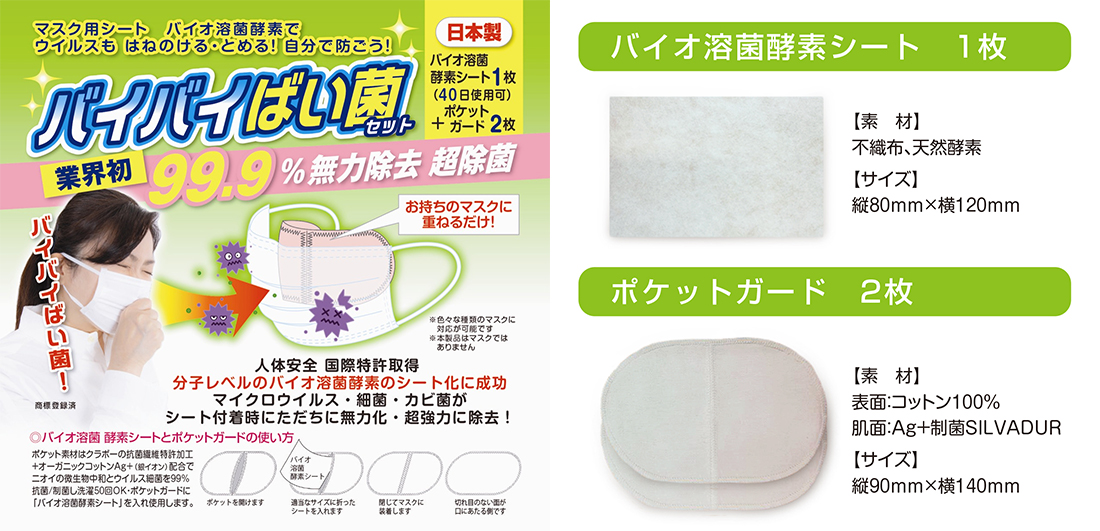 マスク用シート　バイオ溶菌酵素で
ウイルスも はねのける・とめる！自分で防ごう！
日本製
バイバイばい菌
セット
バイオ溶菌
酵素シート1枚
（40日使用可）
＋ポケット
ガード 2枚
業界初 99.9％無力除去 超除菌
お持ちのマスクに
重ねるだけ！
バイバイばい菌！
※色々な種類のマスクに
対応が可能です
※本製品はマスクでは
ありません
人体安全 国際特許取得
分子レベルのバイオ溶菌酵素のシート化に成功
マイクロウイルス・細菌・カビ菌が
シート付着時にただちに無力化・超強力に除去！
商標登録済
◎バイオ溶菌 酵素シートとポケットガードの使い方
ポケット素材はクラボーの抗菌繊維特許加工
＋オーガニックコットンAg＋（銀イオン）配合で
ニオイの微生物中和とウイルス細菌を99％
抗菌/制菌し洗濯50回OK・ポケットガードに
「バイオ溶菌酵素シート」を入れ使用します。
バイオ
溶菌
酵素シート
ポケットを開けます
適当なサイズに折った
シートを入れます
閉じてマスクに
装着します
切れ目のない面が
口にあたる側です
バイオ溶菌酵素シート　1枚
【素　材】
不織布、天然酵素
【サイズ】
縦80mm×横120mm
ポケットガード　2枚
【素　材】
表面：コットン100%
肌面：Ag＋制菌SILVADUR
【サイズ】
縦90mm×横140mm